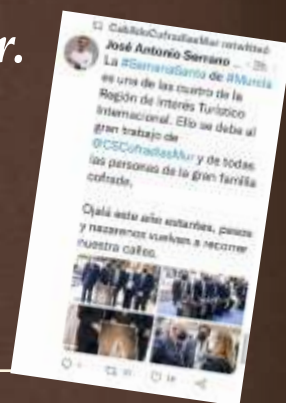 r.
CabildoCofradiasMur retwitteó
José Antonio Serrano ... · 3h
La #SemanaSanta de #Murcia
es una de las cuatro de la
Región de Interés Turístico
Internacional. Ello se debe al
gran trabajo de
@CSCofradiasMur y de todas
las personas de la gran familia
cofrade.
Ojalá este año estantes, pasos
y nazarenos vuelvan a recorrer
nuestra calles.